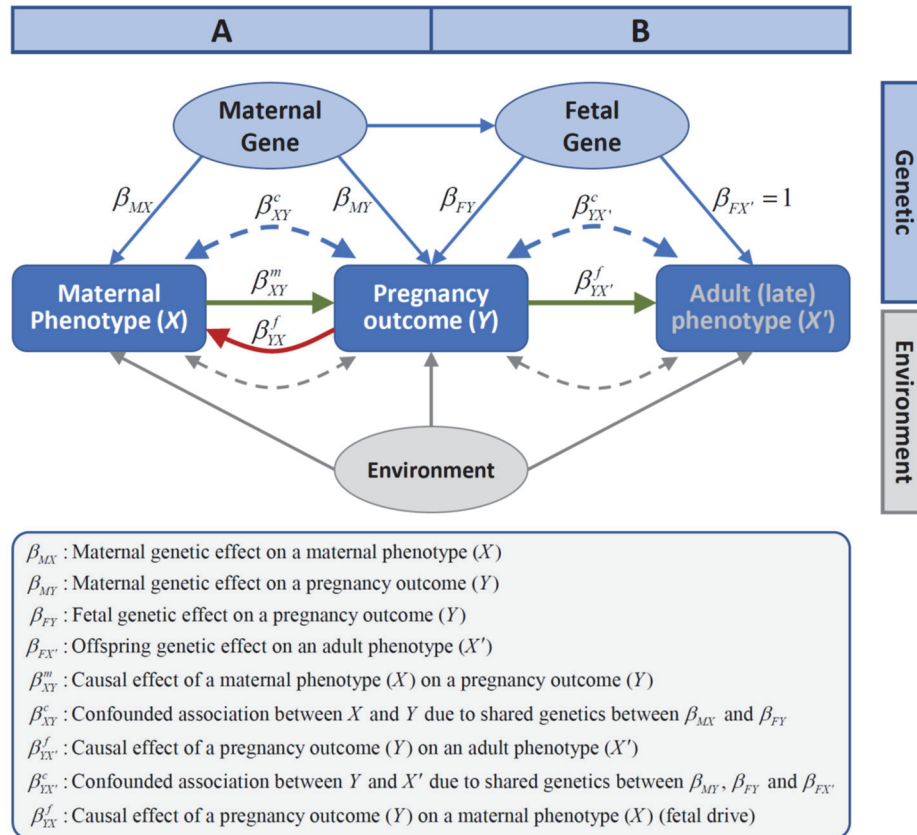 A B
Maternal Gene
Fetal Gene
Genetic
β_MX
β^c_XY
β_MY
β_FY
β^c_YX'
β_FX' = 1
Maternal Phenotype (X)
β^m_XY
β^f_YX
Pregnancy outcome (Y)
β^f_YX'
Adult (late) phenotype (X')
Environment
Environment
β_MX : Maternal genetic effect on a maternal phenotype (X)
β_MY : Maternal genetic effect on a pregnancy outcome (Y)
β_FY : Fetal genetic effect on a pregnancy outcome (Y)
β_FX' : Offspring genetic effect on an adult phenotype (X′)
β^m_XY : Causal effect of a maternal phenotype (X) on a pregnancy outcome (Y)
β^c_XY : Confounded association between X and Y due to shared genetics between β_MX and β_FY
β^f_YX' : Causal effect of a pregnancy outcome (Y) on an adult phenotype (X′)
β^c_YX' : Confounded association between Y and X′ due to shared genetics between β_MY, β_FY and β_FX'
β^f_YX : Causal effect of a pregnancy outcome (Y) on a maternal phenotype (X) (fetal drive)